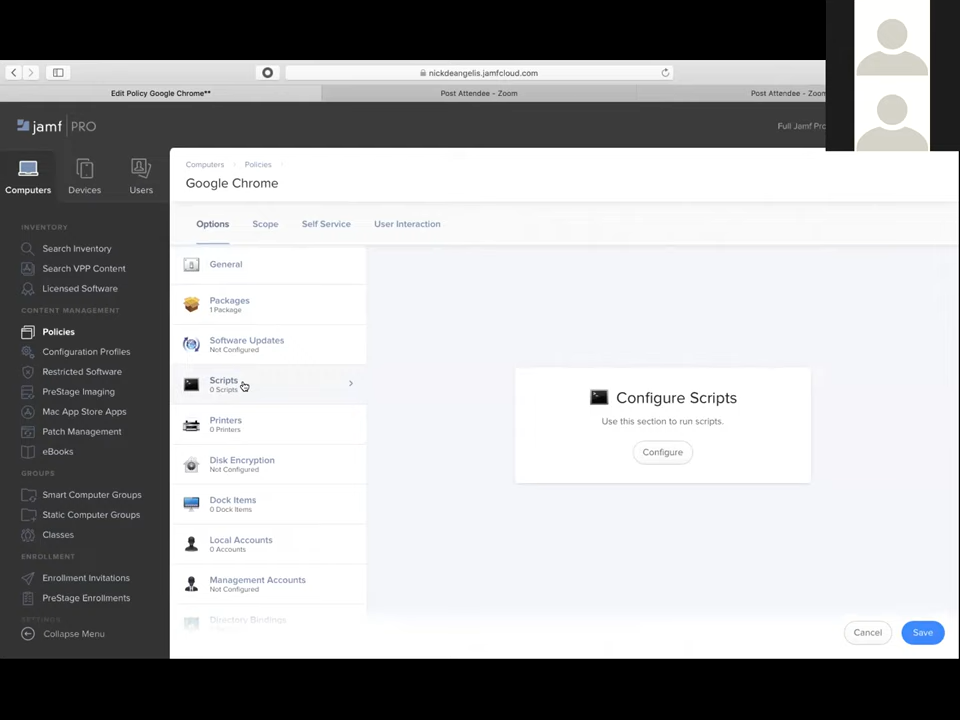 nickdeangelis.jamfcloud.com
Edit Policy Google Chrome**
Post Attendee - Zoom
Post Attendee - Zoom
jamf PRO
Full Jamf Pro
Computers
Devices
Users
INVENTORY
Search Inventory
Search VPP Content
Licensed Software
CONTENT MANAGEMENT
Policies
Configuration Profiles
Restricted Software
PreStage Imaging
Mac App Store Apps
Patch Management
eBooks
GROUPS
Smart Computer Groups
Static Computer Groups
Classes
ENROLLMENT
Enrollment Invitations
PreStage Enrollments
SETTINGS
Collapse Menu
Computers
Policies
Google Chrome
Options
Scope
Self Service
User Interaction
General
Packages
1 Package
Software Updates
Not Configured
Scripts
0 Scripts
Printers
0 Printers
Disk Encryption
Not Configured
Dock Items
0 Dock Items
Local Accounts
0 Accounts
Management Accounts
Not Configured
Directory Bindings
Configure Scripts
Use this section to run scripts.
Configure
Cancel
Save